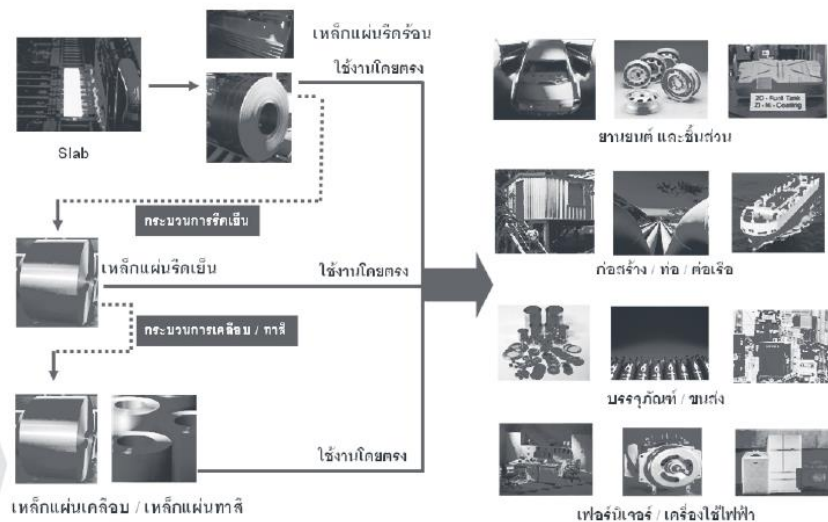 เหล็กแผ่นรีดร้อน
ใช้งานโดยตรง
Slab
กระบวนการรีดเย็น
เหล็กแผ่นรีดเย็น
ใช้งานโดยตรง
กระบวนการเคลือบ / ทาสี
ใช้งานโดยตรง
เหล็กแผ่นเคลือบ / เหล็กแผ่นทาสี
2D - Fuel Tank
Zi-Ni-Coating
ยานยนต์ และชิ้นส่วน
ก่อสร้าง / ท่อ / ต่อเรือ
บรรจุภัณฑ์ / ขนส่ง
เฟอร์นิเจอร์ / เครื่องใช้ไฟฟ้า